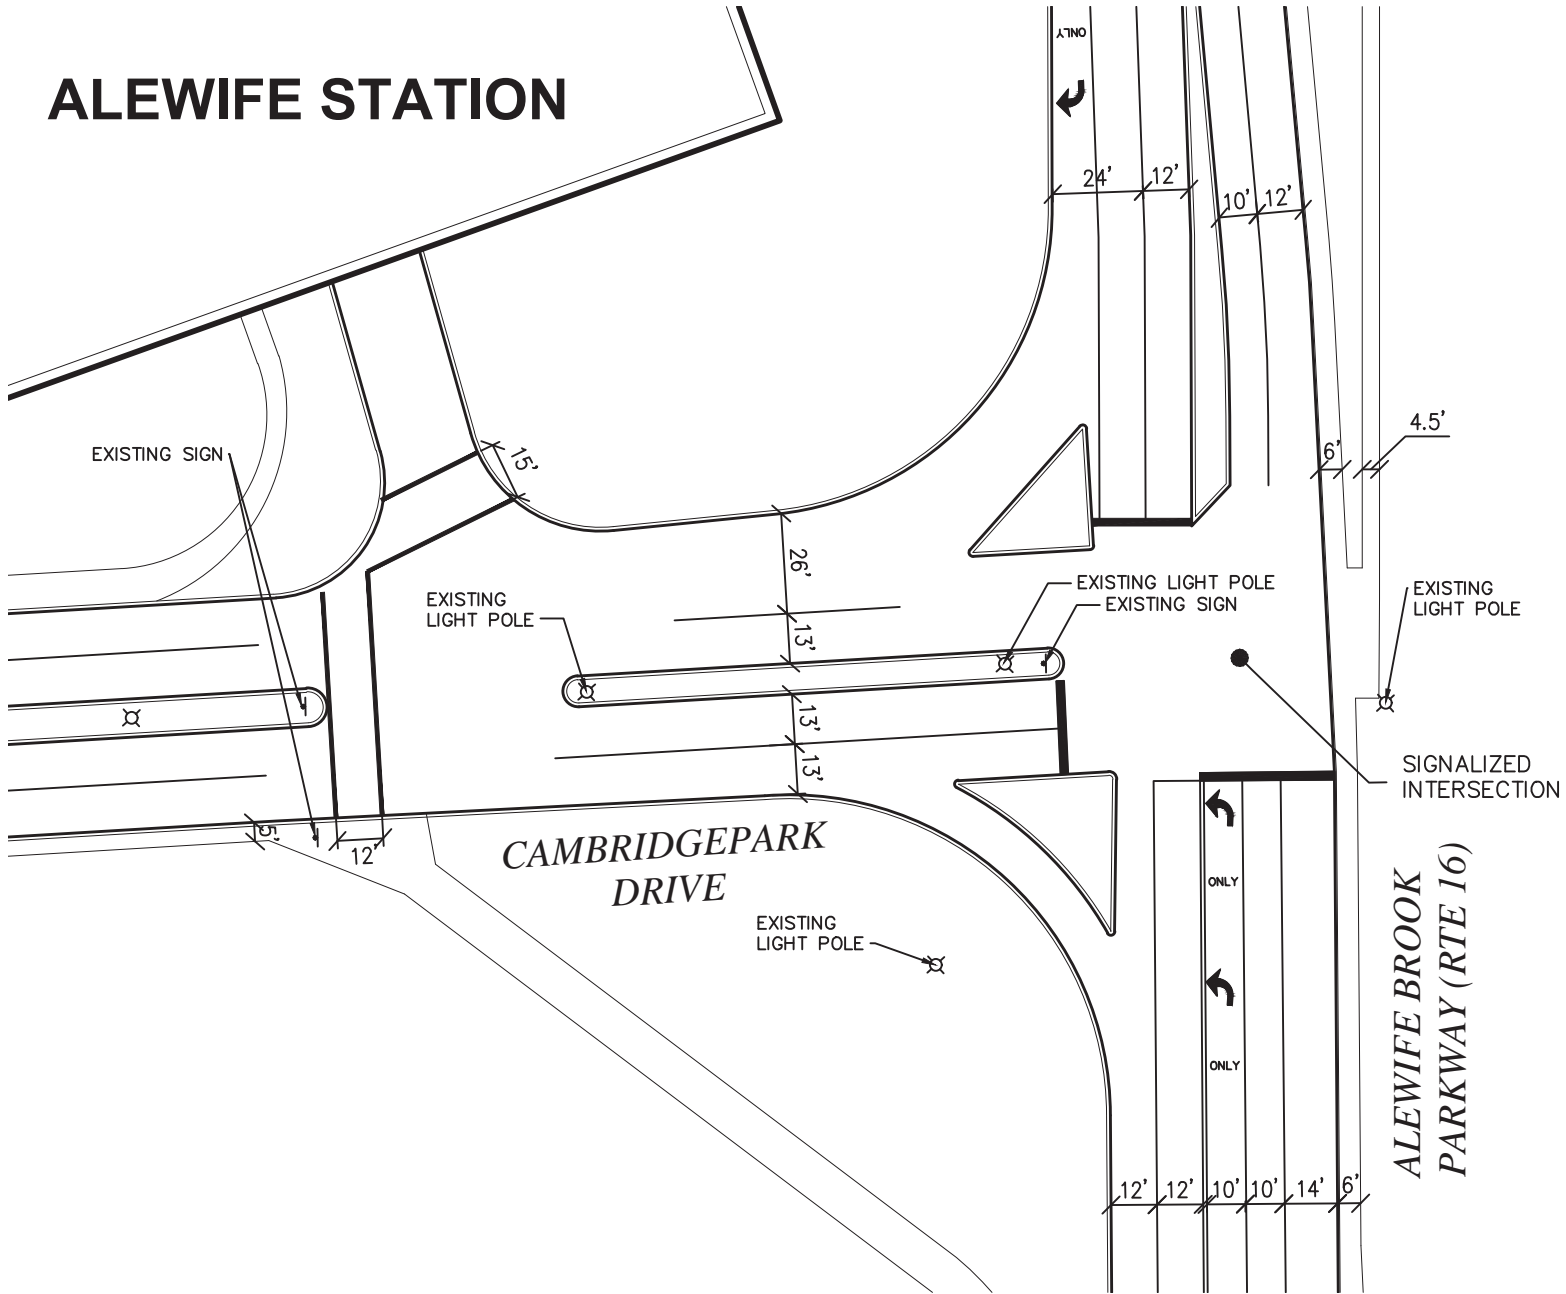 ONLY
ALEWIFE STATION
24'
12'
10'
12'
4.5'
6'
EXISTING SIGN
15'
26'
EXISTING LIGHT POLE
EXISTING SIGN
EXISTING
LIGHT POLE
EXISTING
LIGHT POLE
13'
13'
13'
SIGNALIZED
INTERSECTION
5'
12'
CAMBRIDGEPARK
DRIVE
ONLY
EXISTING
LIGHT POLE
ONLY
ALEWIFE BROOK
PARKWAY (RTE 16)
12'
12'
10'
10'
14'
6'